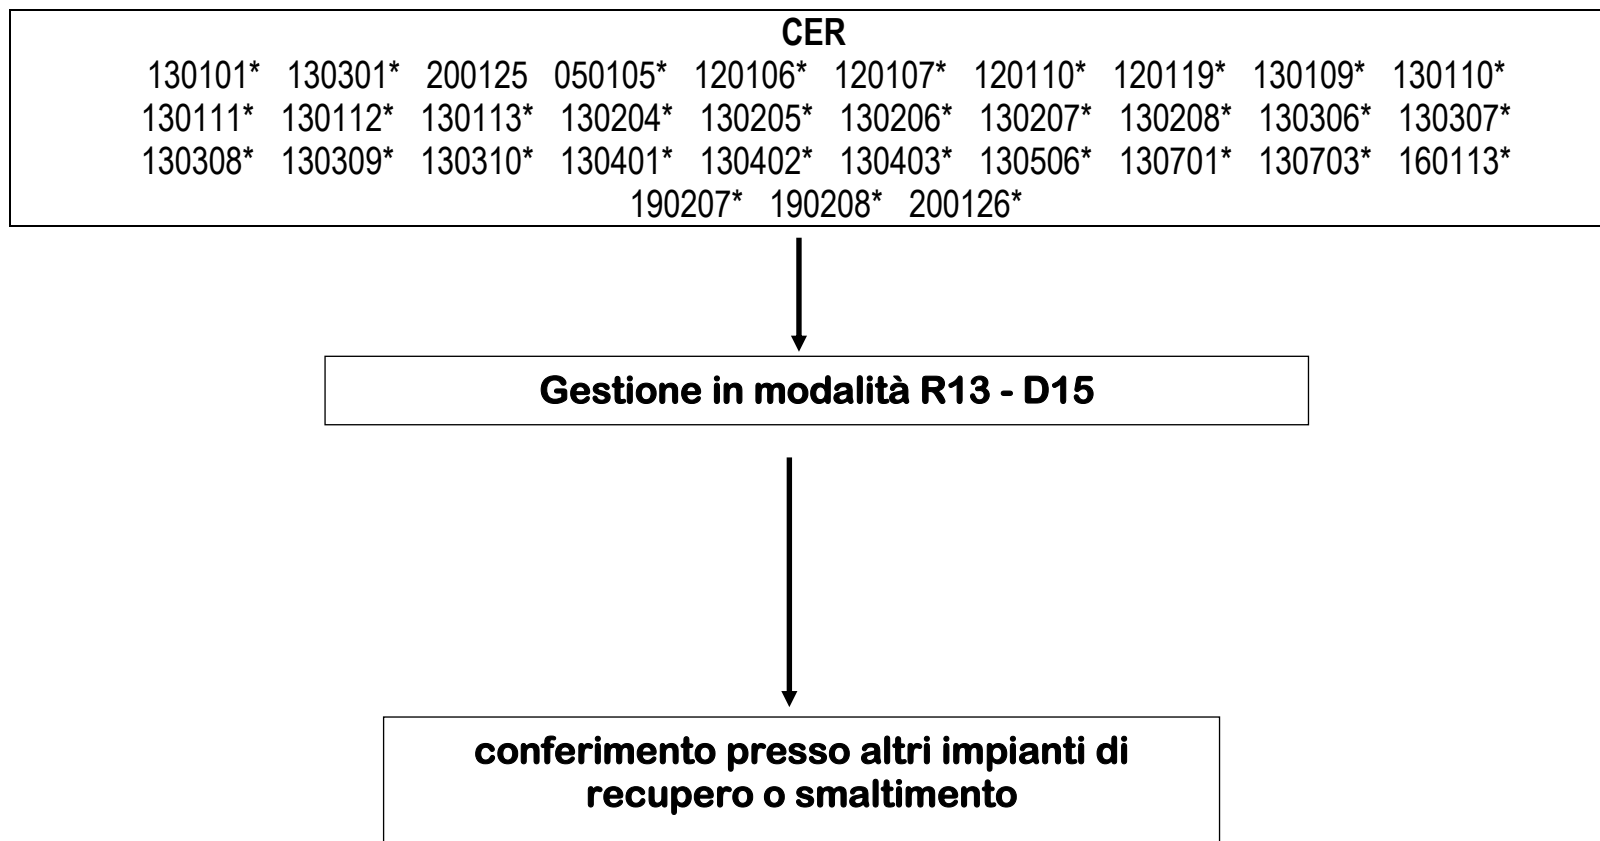 CER
130101* 130301* 200125 050105* 120106* 120107* 120110* 120119* 130109* 130110*
130111* 130112* 130113* 130204* 130205* 130206* 130207* 130208* 130306* 130307*
130308* 130309* 130310* 130401* 130402* 130403* 130506* 130701* 130703* 160113*
190207* 190208* 200126*
Gestione in modalità R13 - D15
conferimento presso altri impianti di
recupero o smaltimento